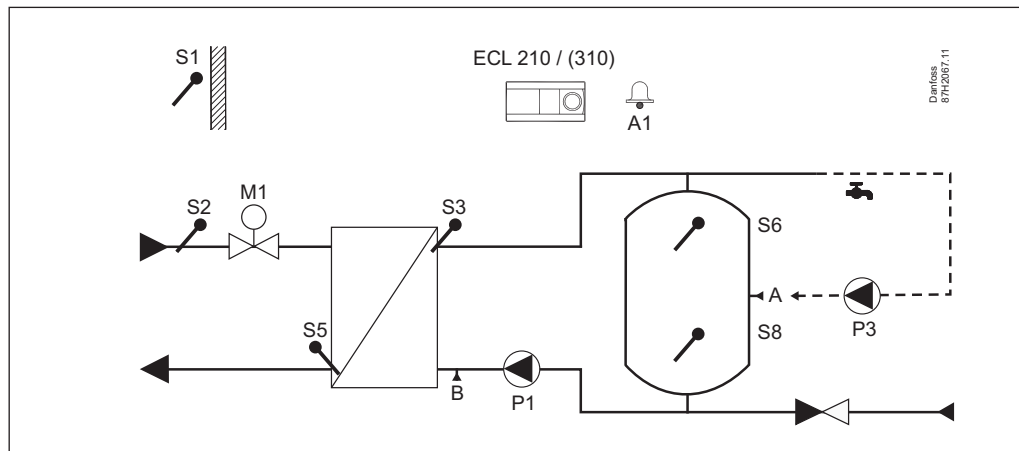 S1
ECL 210 / (310)
A1
Danfoss
87H2067.11
S2
M1
S3
S6
A
P3
S5
S8
B
P1